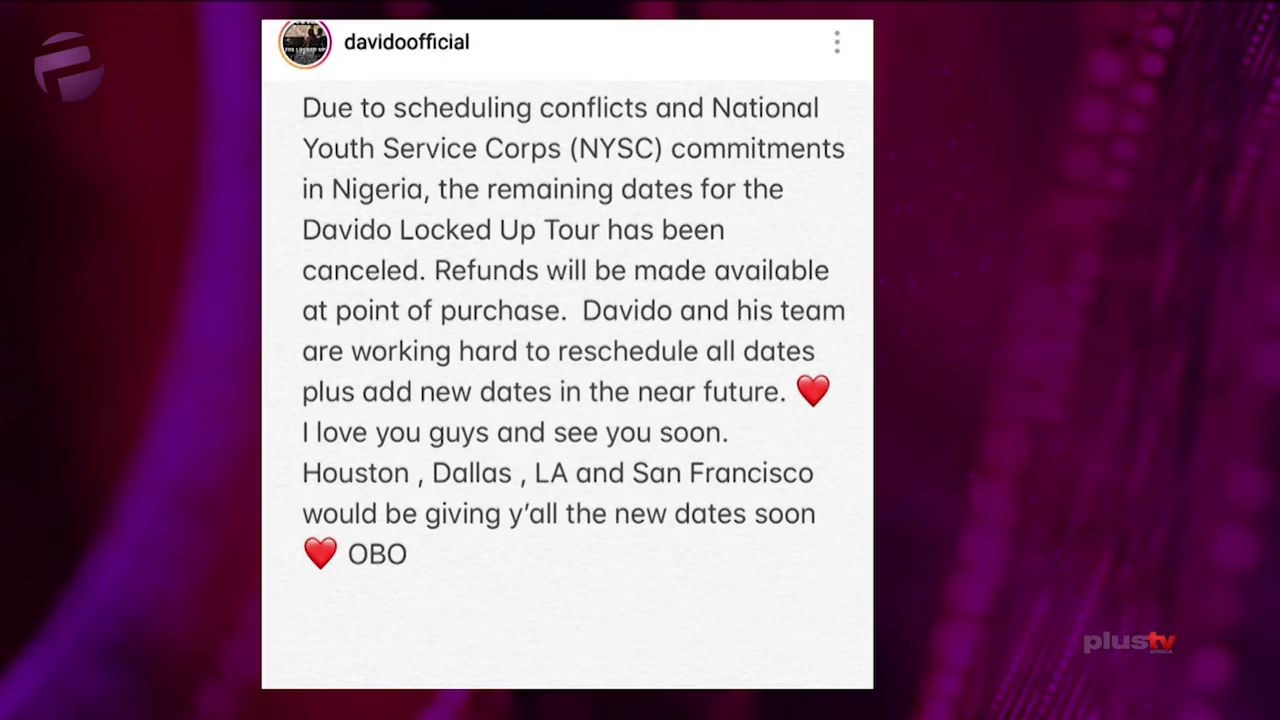 davidoofficial
Due to scheduling conflicts and National
Youth Service Corps (NYSC) commitments
in Nigeria, the remaining dates for the
Davido Locked Up Tour has been
canceled. Refunds will be made available
at point of purchase.  Davido and his team
are working hard to reschedule all dates
plus add new dates in the near future. ❤️
I love you guys and see you soon.
Houston , Dallas , LA and San Francisco
would be giving y’all the new dates soon
❤️ OBO
plustv
AFRICA